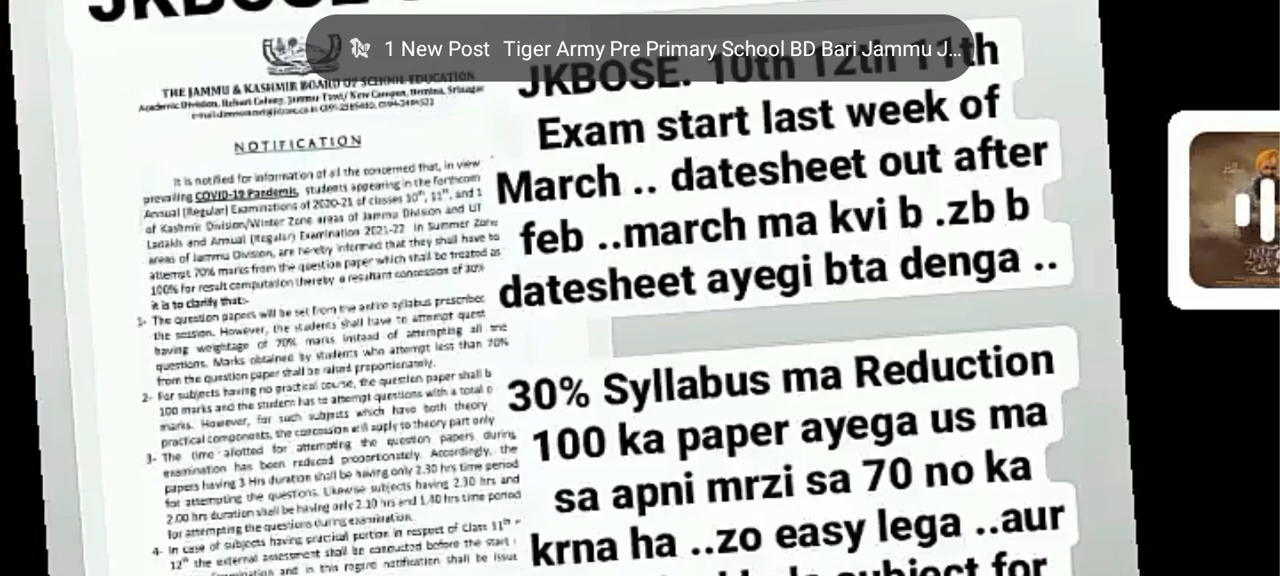 1 New Post Tiger Army Pre Primary School BD Bari Jammu J...
THE JAMMU & KASHMIR BOARD OF SCHOOL EDUCATION
NOTIFICATION
It is notified for information of all the concerned that, in view
prevailing COVID-19 Pandemic, students appearing in the forthcom
Annual (Regular) Examinations of 2020-21 of classes 10th, 11th, and 1
of Kashmir Division/Winter Zone areas of Jammu Division and UT
Ladakh and Annual (Regular) Examination 2021-22 in Summer Zone
areas of Jammu Division, are hereby informed that they shall have to
attempt 70% marks from the question paper which shall be treated as
100% for result computation thereby a resultant concession of 30%
it is to clarify that:-
1- The question papers will be set from the entire syllabus prescribed
the session. However, the students shall have to attempt quest
having weightage of 70% marks instead of attempting all the
questions. Marks obtained by students who attempt less than 70%
from the question paper shall be raised proportionately.
2- For subjects having no practical course, the question paper shall b
100 marks and the student has to attempt questions with a total o
marks. However, for such subjects which have both theory
practical components, the concession will apply to theory part only
3- The time allotted for attempting the question papers during
examination has been reduced proportionately. Accordingly, the
papers having 3 Hrs duration shall be having only 2.30 hrs time period
for attempting the questions. Likewise subjects having 2.30 hrs and
2.00 hrs duration shall be having only 2.10 hrs and 1.40 hrs time period
for attempting the questions during examination.
4- In case of subjects having practical portion in respect of Class 11th
12th the external assessment shall be conducted before the start
and in this regard notification shall be issue
JKBOSE. 10th 12th 11th
Exam start last week of
March .. datesheet out after
feb ..march ma kvi b .zb b
datesheet ayegi bta denga ..
30% Syllabus ma Reduction
100 ka paper ayega us ma
sa apni mrzi sa 70 no ka
krna ha ..zo easy lega ..aur
subject for